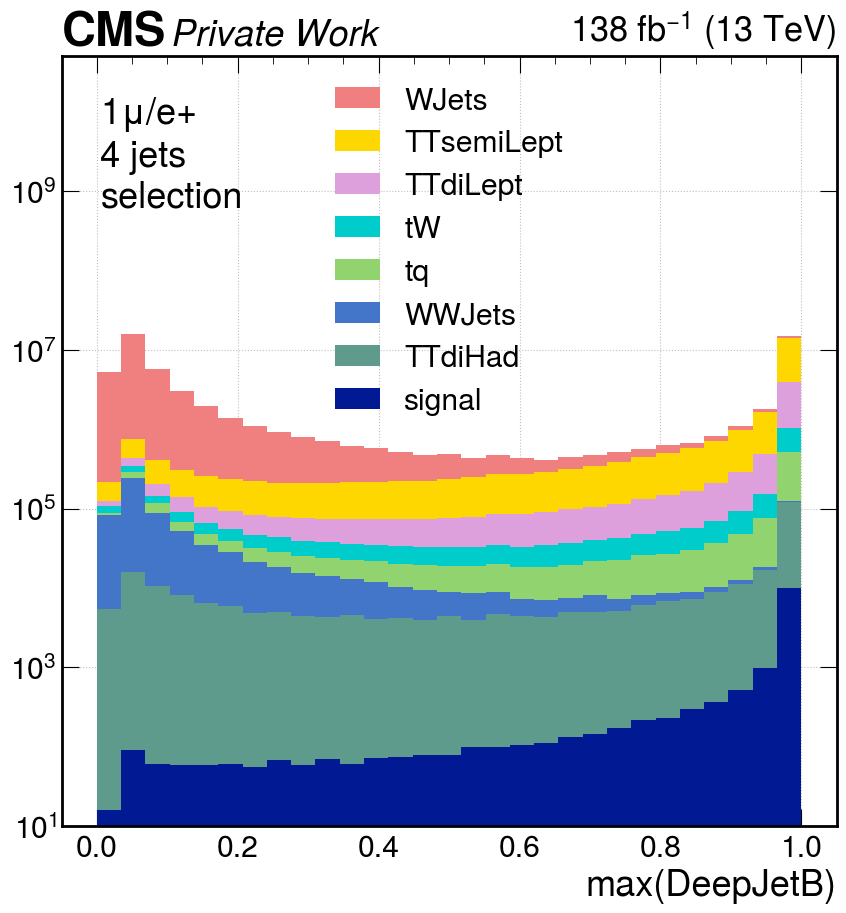 CMS Private Work 138 fb⁻¹ (13 TeV)
1μ/e+
4 jets
selection
WJets
TTsemiLept
TTdiLept
tW
tq
WWJets
TTdiHad
signal
10⁹
10⁷
10⁵
10³
10¹
0.0 0.2 0.4 0.6 0.8 1.0
max(DeepJetB)